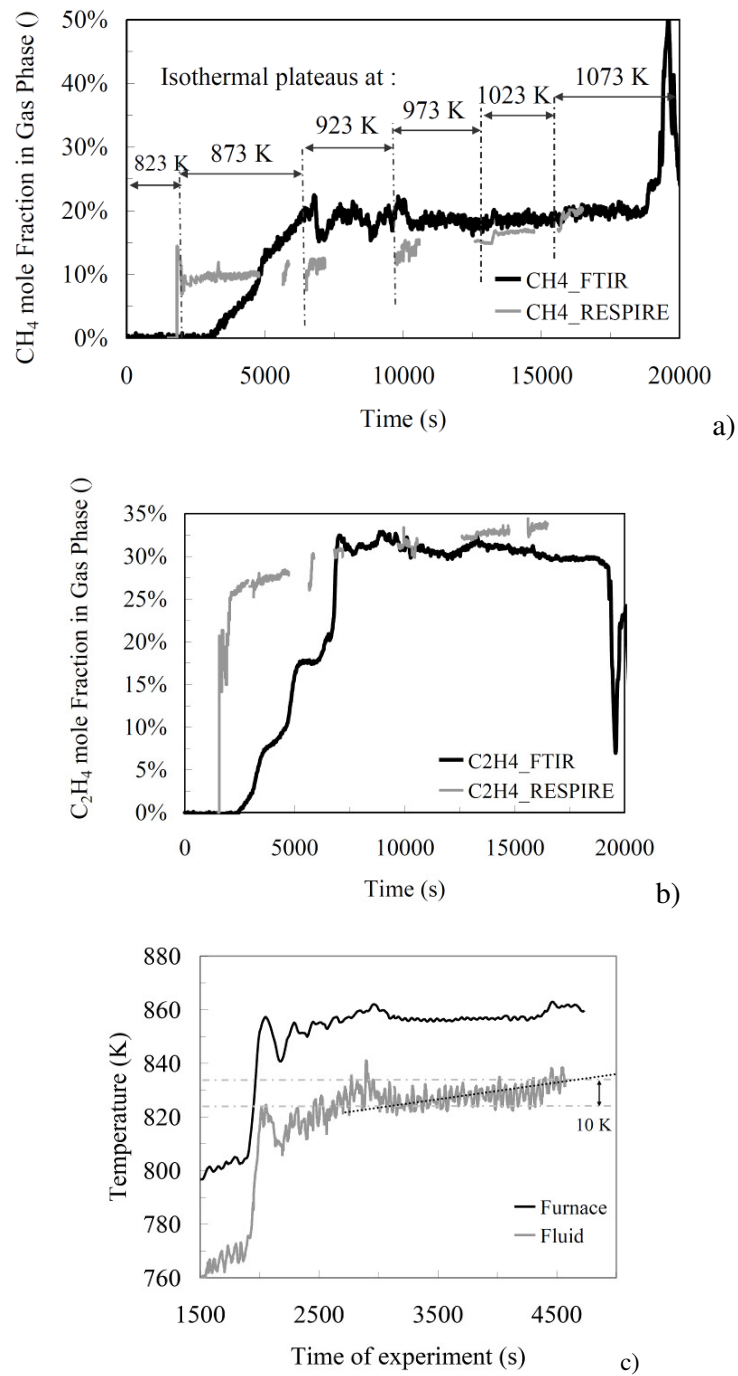 50%
40%
30%
20%
10%
0%
CH4 mole Fraction in Gas Phase ()
Isothermal plateaus at :
823 K
873 K
923 K
973 K
1023 K
1073 K
CH4_FTIR
CH4_RESPIRE
0 5000 10000 15000 20000
Time (s)
a)
35%
30%
25%
20%
15%
10%
5%
0%
C2H4 mole Fraction in Gas Phase ()
C2H4_FTIR
C2H4_RESPIRE
0 5000 10000 15000 20000
Time (s)
b)
880
860
840
820
800
780
760
Temperature (K)
10 K
Furnace
Fluid
1500 2500 3500 4500
Time of experiment (s)
c)